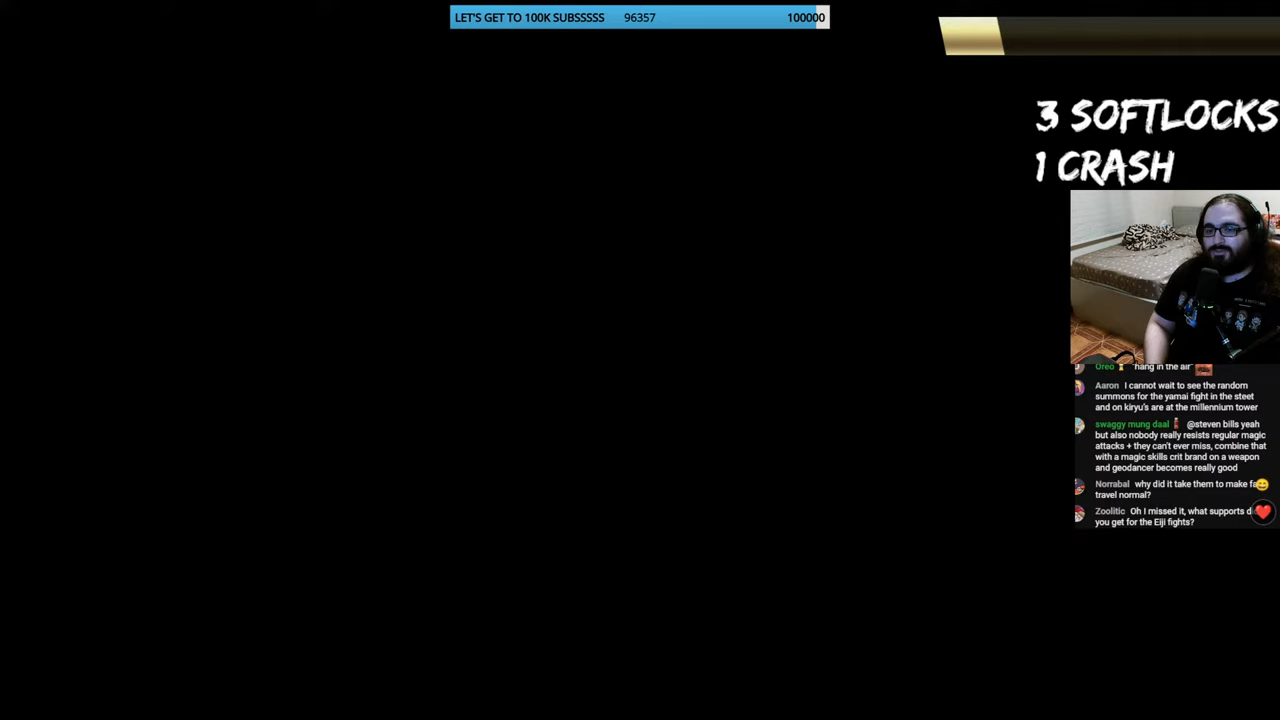 LET'S GET TO 100K SUBSSSSS 96357 100000
3 SOFTLOCKS
1 CRASH
Oreo "hang in the air"
Aaron I cannot wait to see the random
summons for the yamai fight in the steet
and on kiryu's are at the millennium tower
swaggy mung daal @steven bills yeah
but also nobody really resists regular magic
attacks + they can't ever miss, combine that
with a magic skills crit brand on a weapon
and geodancer becomes really good
Norrabal why did it take them to make
travel normal?
Zoolitic Oh I missed it, what supports
you get for the Eiji fights?